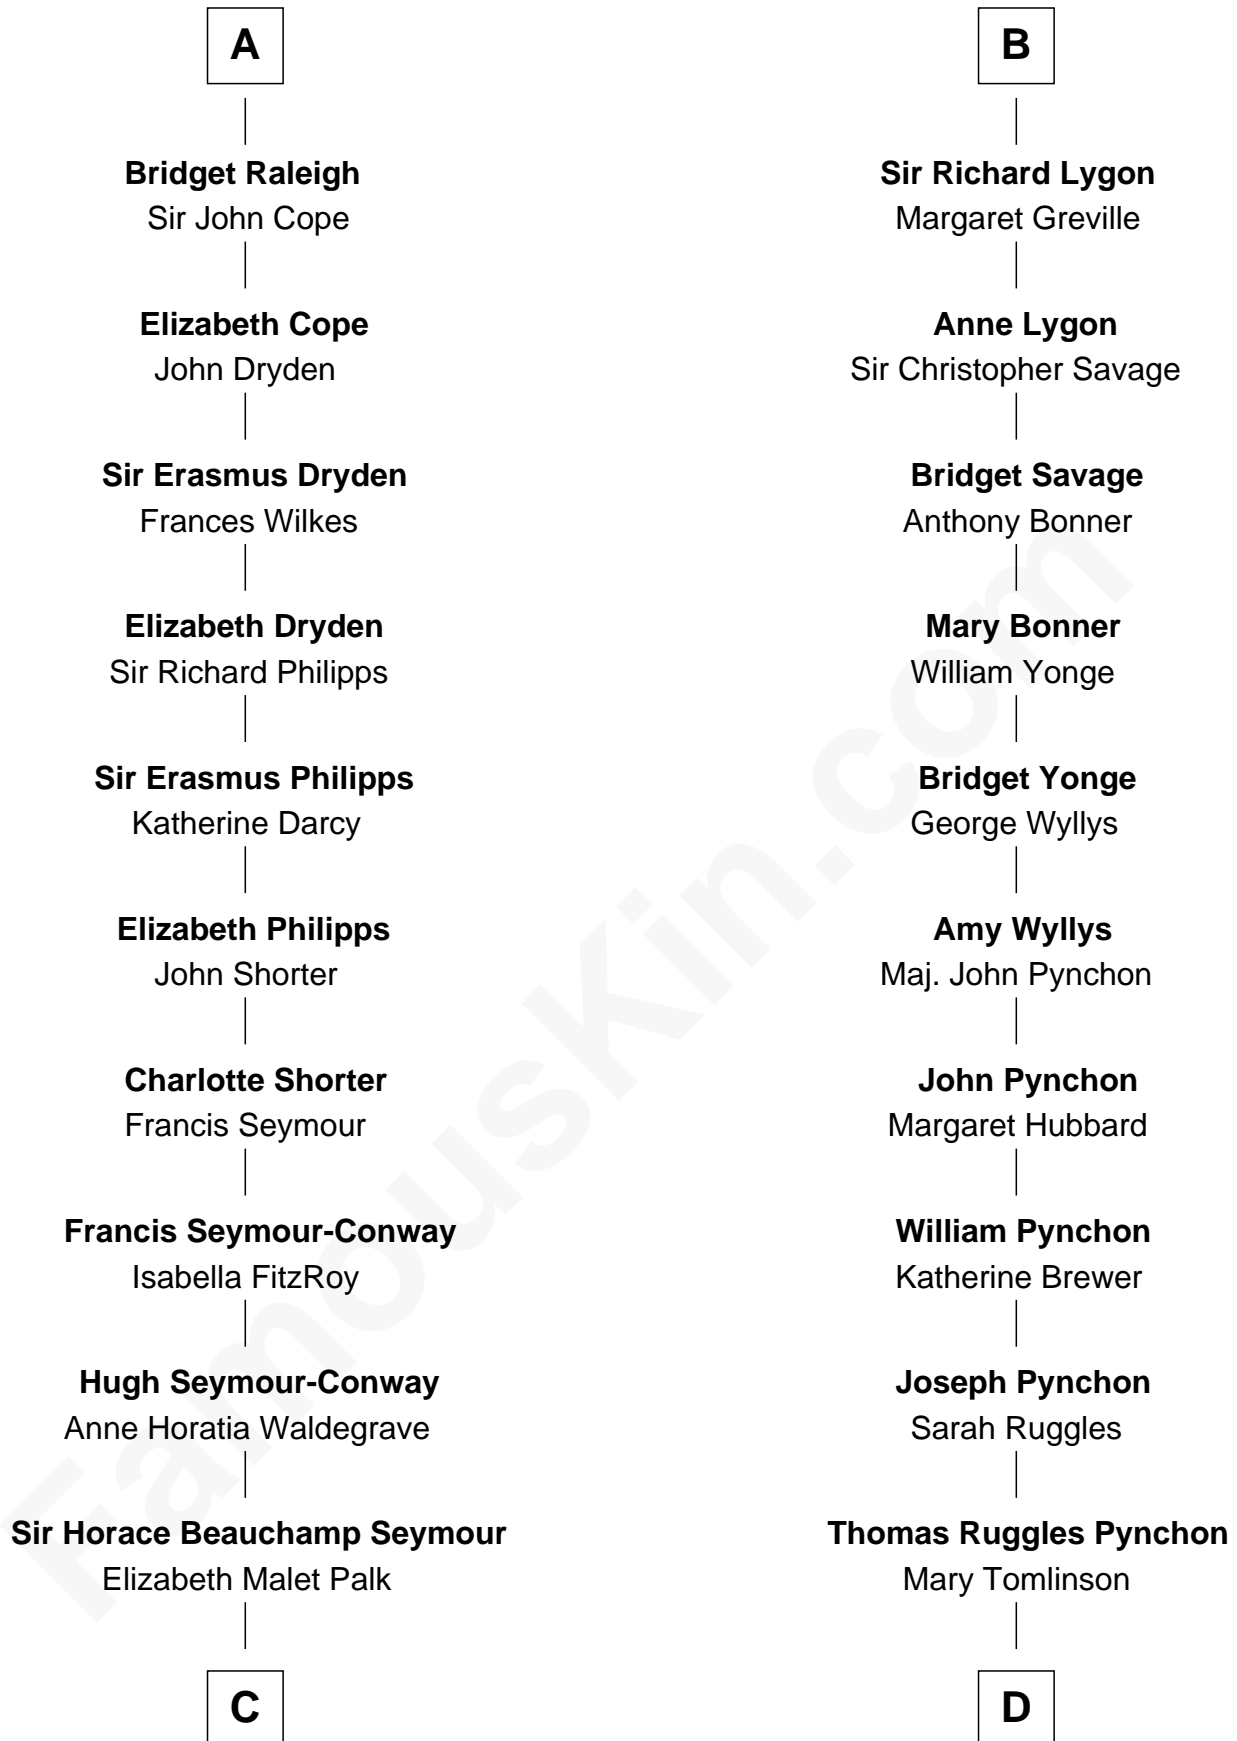 A
Bridget Raleigh
Sir John Cope
Elizabeth Cope
John Dryden
Sir Erasmus Dryden
Frances Wilkes
Elizabeth Dryden
Sir Richard Philipps
Sir Erasmus Philipps
Katherine Darcy
Elizabeth Philipps
John Shorter
Charlotte Shorter
Francis Seymour
Francis Seymour-Conway
Isabella FitzRoy
Hugh Seymour-Conway
Anne Horatia Waldegrave
Sir Horace Beauchamp Seymour
Elizabeth Malet Palk
C
B
Sir Richard Lygon
Margaret Greville
Anne Lygon
Sir Christopher Savage
Bridget Savage
Anthony Bonner
Mary Bonner
William Yonge
Bridget Yonge
George Wyllys
Amy Wyllys
Maj. John Pynchon
John Pynchon
Margaret Hubbard
William Pynchon
Katherine Brewer
Joseph Pynchon
Sarah Ruggles
Thomas Ruggles Pynchon
Mary Tomlinson
D
FamousKin.com